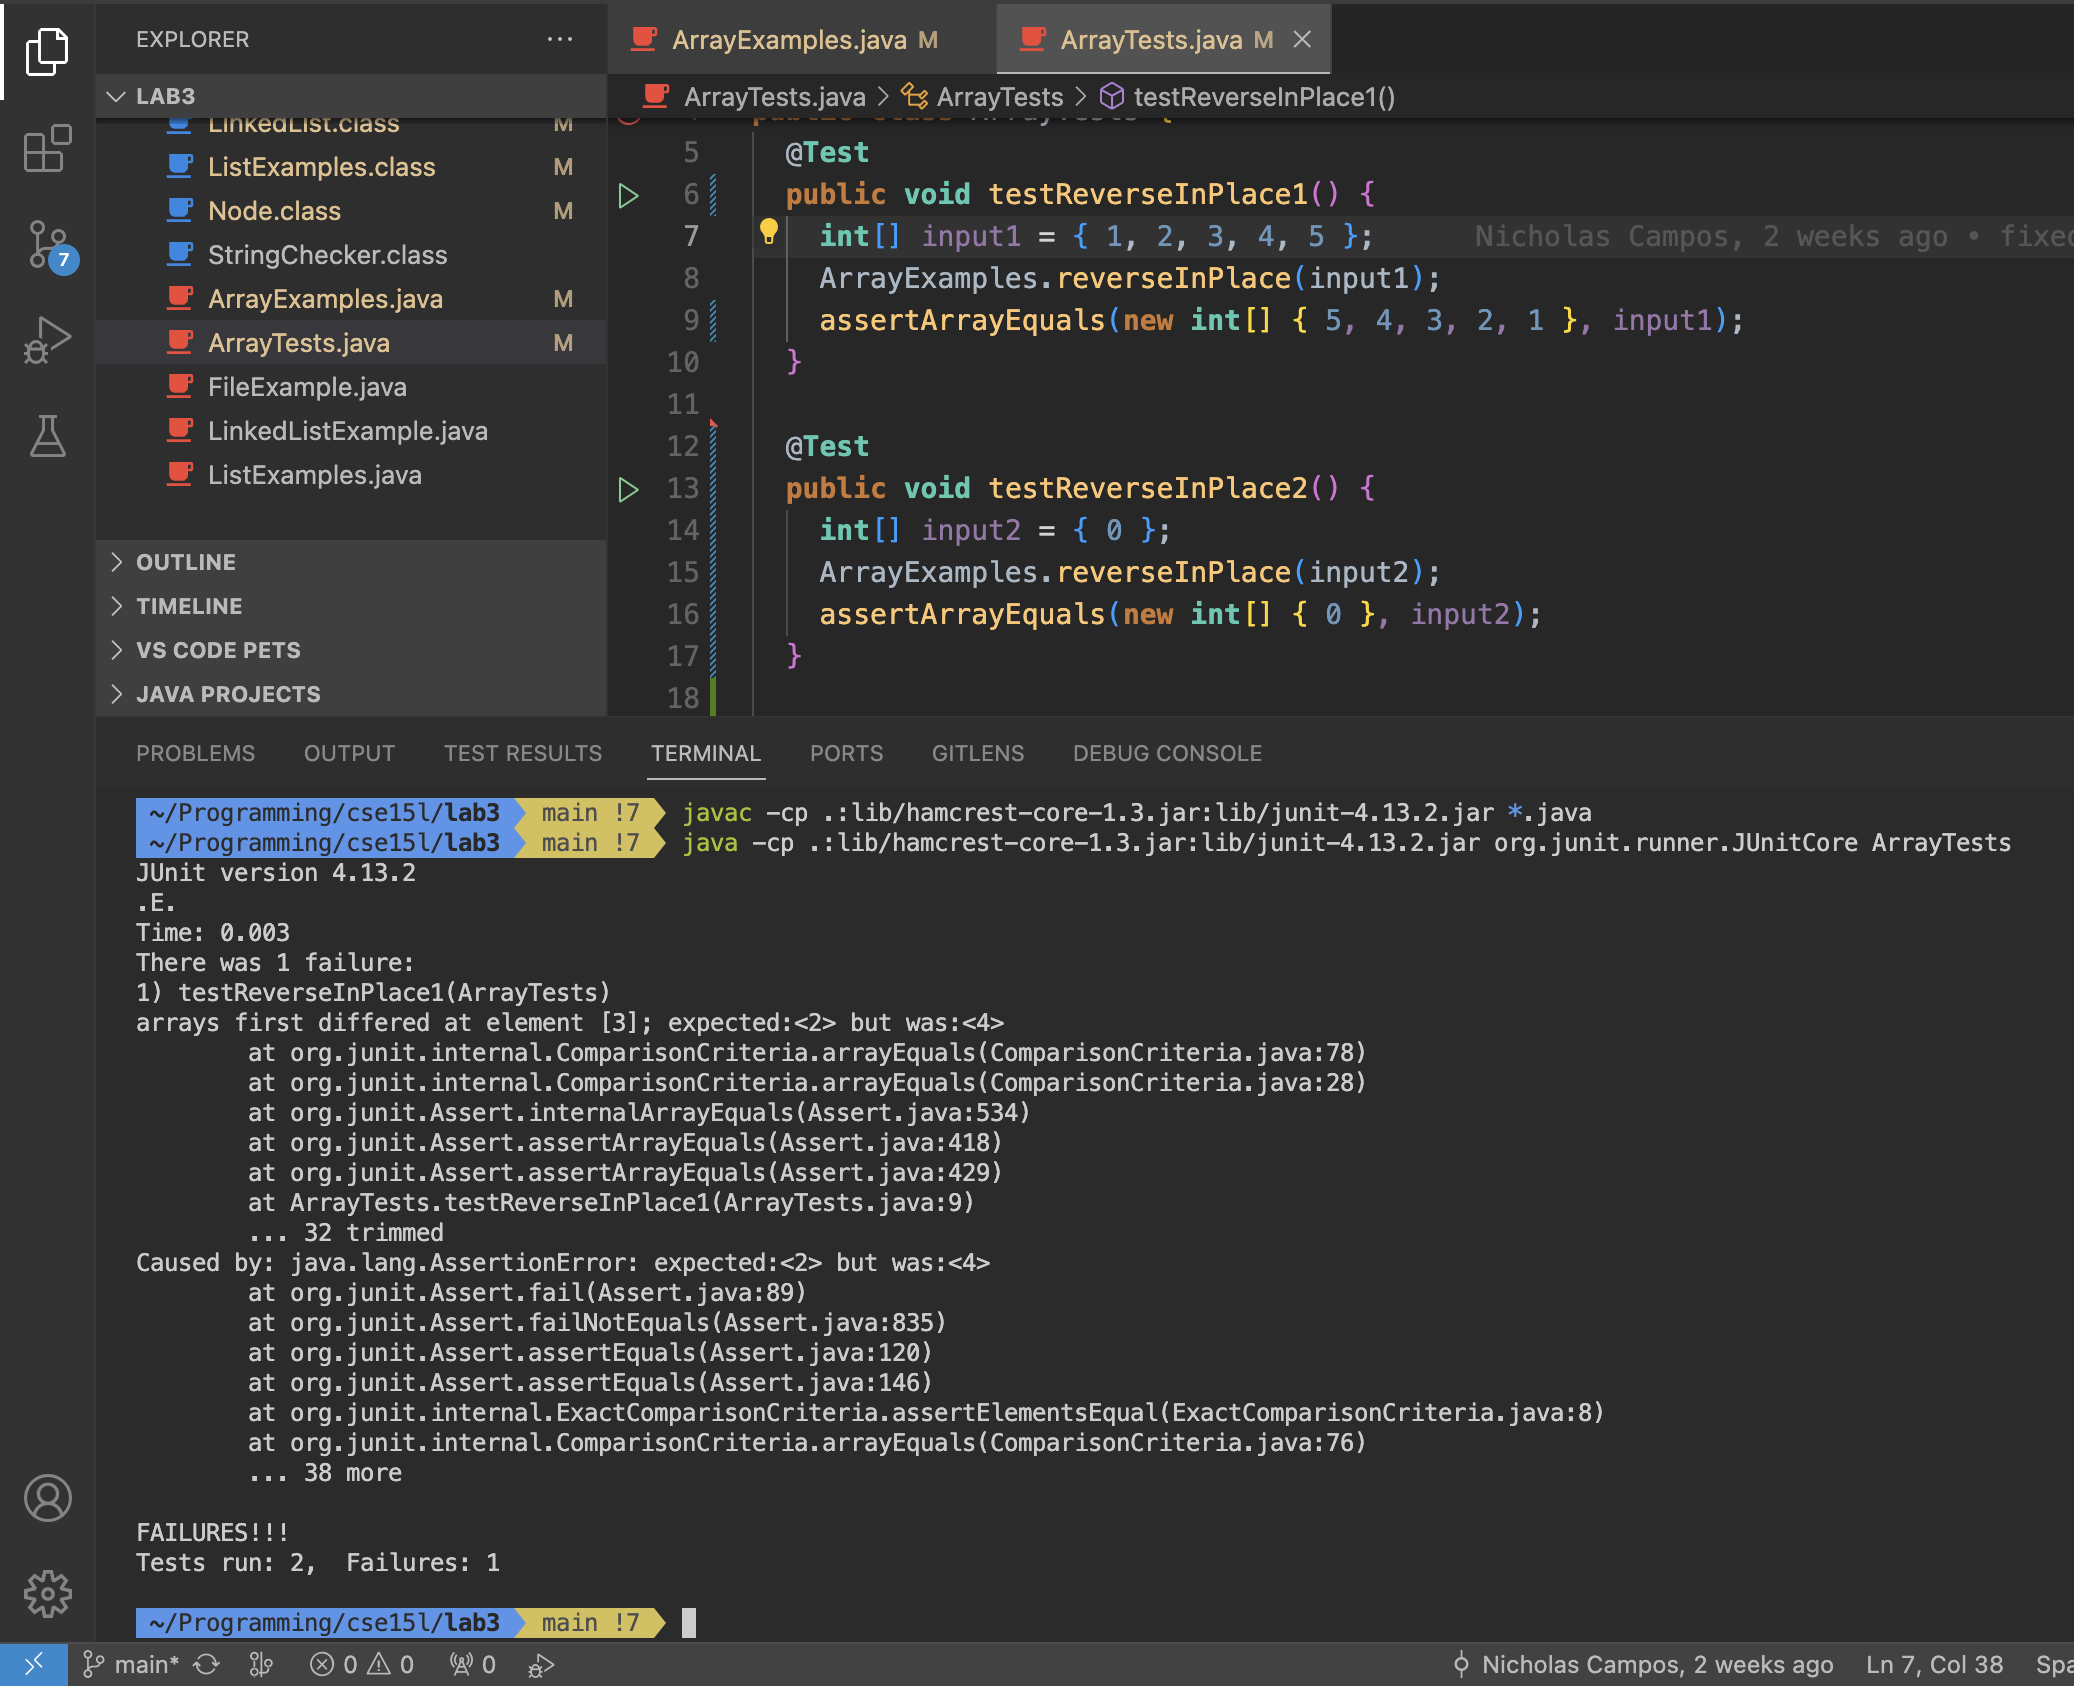 EXPLORER
ArrayExamples.java M
ArrayTests.java M
LAB3
ArrayTests.java > ArrayTests > testReverseInPlace1()
LinkedList.class M
ListExamples.class M
Node.class M
StringChecker.class
ArrayExamples.java M
ArrayTests.java M
FileExample.java
LinkedListExample.java
ListExamples.java
7
OUTLINE
TIMELINE
VS CODE PETS
JAVA PROJECTS
public class ArrayTests {
5 @Test
6 public void testReverseInPlace1() {
7 int[] input1 = { 1, 2, 3, 4, 5 }; Nicholas Campos, 2 weeks ago • fixed
8 ArrayExamples.reverseInPlace(input1);
9 assertArrayEquals(new int[] { 5, 4, 3, 2, 1 }, input1);
10 }
11
12 @Test
13 public void testReverseInPlace2() {
14 int[] input2 = { 0 };
15 ArrayExamples.reverseInPlace(input2);
16 assertArrayEquals(new int[] { 0 }, input2);
17 }
18
PROBLEMS OUTPUT TEST RESULTS TERMINAL PORTS GITLENS DEBUG CONSOLE
~/Programming/cse15l/lab3 main !7 javac -cp .:lib/hamcrest-core-1.3.jar:lib/junit-4.13.2.jar *.java
~/Programming/cse15l/lab3 main !7 java -cp .:lib/hamcrest-core-1.3.jar:lib/junit-4.13.2.jar org.junit.runner.JUnitCore ArrayTests
JUnit version 4.13.2
.E.
Time: 0.003
There was 1 failure:
1) testReverseInPlace1(ArrayTests)
arrays first differed at element [3]; expected:<2> but was:<4>
at org.junit.internal.ComparisonCriteria.arrayEquals(ComparisonCriteria.java:78)
at org.junit.internal.ComparisonCriteria.arrayEquals(ComparisonCriteria.java:28)
at org.junit.Assert.internalArrayEquals(Assert.java:534)
at org.junit.Assert.assertArrayEquals(Assert.java:418)
at org.junit.Assert.assertArrayEquals(Assert.java:429)
at ArrayTests.testReverseInPlace1(ArrayTests.java:9)
... 32 trimmed
Caused by: java.lang.AssertionError: expected:<2> but was:<4>
at org.junit.Assert.fail(Assert.java:89)
at org.junit.Assert.failNotEquals(Assert.java:835)
at org.junit.Assert.assertEquals(Assert.java:120)
at org.junit.Assert.assertEquals(Assert.java:146)
at org.junit.internal.ExactComparisonCriteria.assertElementsEqual(ExactComparisonCriteria.java:8)
at org.junit.internal.ComparisonCriteria.arrayEquals(ComparisonCriteria.java:76)
... 38 more
FAILURES!!!
Tests run: 2,  Failures: 1
~/Programming/cse15l/lab3 main !7
main* 0 0 0 Nicholas Campos, 2 weeks ago Ln 7, Col 38 Spa